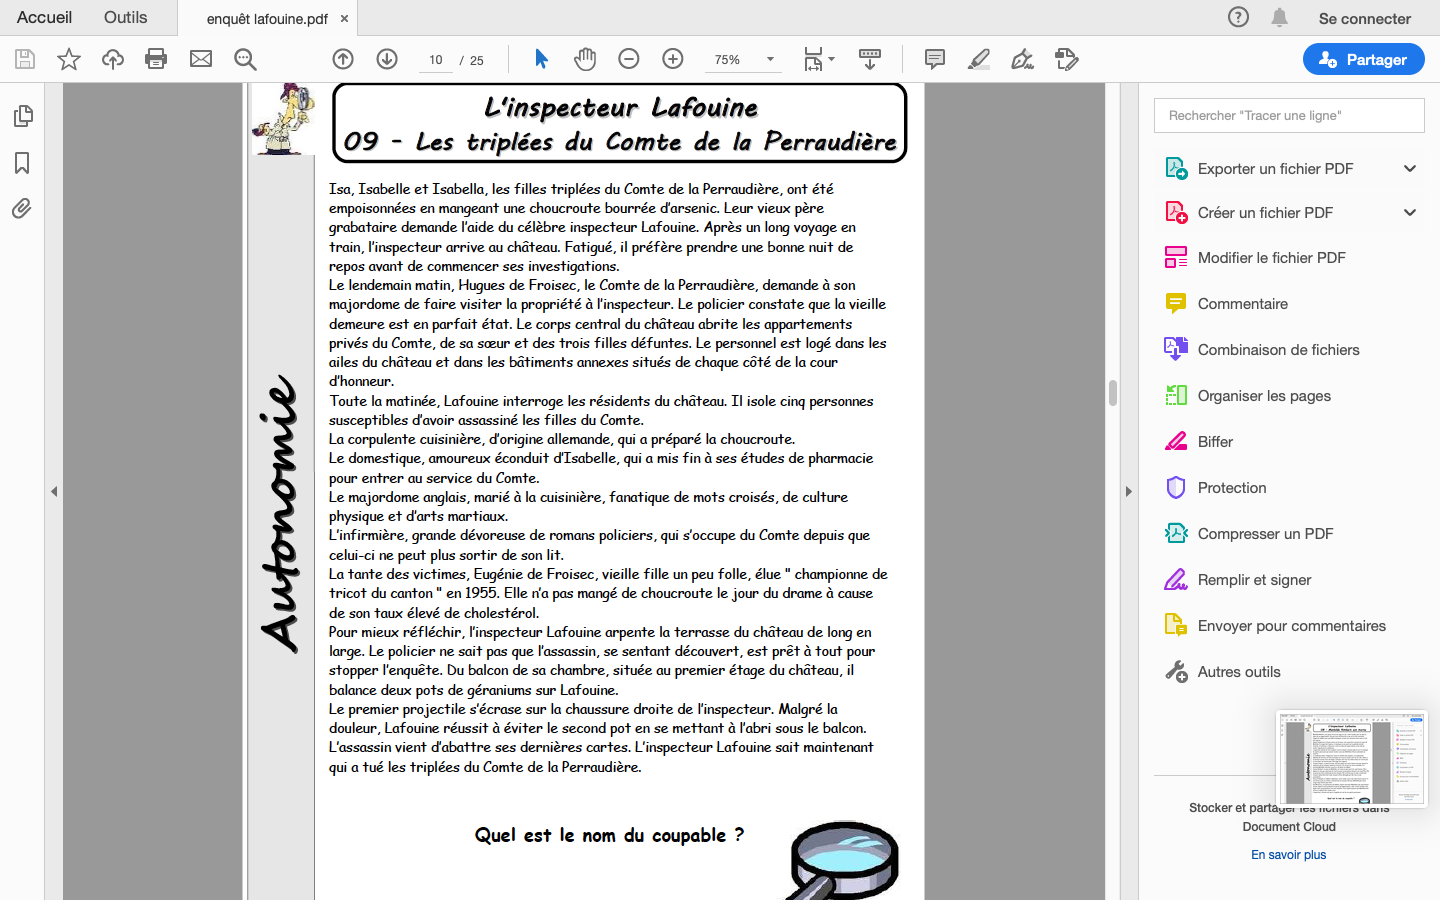 Accueil
Outils
enquêt lafouine.pdf
×
?
Se connecter
10 / 25
75%
Partager
L'inspecteur Lafouine
09 - Les triplées du Comte de la Perraudière
Autonomie
Isa, Isabelle et Isabella, les filles triplées du Comte de la Perraudière, ont été
empoisonnées en mangeant une choucroute bourrée d'arsenic. Leur vieux père
grabataire demande l'aide du célèbre inspecteur Lafouine. Après un long voyage en
train, l'inspecteur arrive au château. Fatigué, il préfère prendre une bonne nuit de
repos avant de commencer ses investigations.
Le lendemain matin, Hugues de Froisec, le Comte de la Perraudière, demande à son
majordome de faire visiter la propriété à l'inspecteur. Le policier constate que la vieille
demeure est en parfait état. Le corps central du château abrite les appartements
privés du Comte, de sa sœur et des trois filles défuntes. Le personnel est logé dans les
ailes du château et dans les bâtiments annexes situés de chaque côté de la cour
d'honneur.
Toute la matinée, Lafouine interroge les résidents du château. Il isole cinq personnes
susceptibles d'avoir assassiné les filles du Comte.
La corpulente cuisinière, d'origine allemande, qui a préparé la choucroute.
Le domestique, amoureux éconduit d'Isabelle, qui a mis fin à ses études de pharmacie
pour entrer au service du Comte.
Le majordome anglais, marié à la cuisinière, fanatique de mots croisés, de culture
physique et d'arts martiaux.
L'infirmière, grande dévoreuse de romans policiers, qui s'occupe du Comte depuis que
celui-ci ne peut plus sortir de son lit.
La tante des victimes, Eugénie de Froisec, vieille fille un peu folle, élue " championne de
tricot du canton " en 1955. Elle n'a pas mangé de choucroute le jour du drame à cause
de son taux élevé de cholestérol.
Pour mieux réfléchir, l'inspecteur Lafouine arpente la terrasse du château de long en
large. Le policier ne sait pas que l'assassin, se sentant découvert, est prêt à tout pour
stopper l'enquête. Du balcon de sa chambre, située au premier étage du château, il
balance deux pots de géraniums sur Lafouine.
Le premier projectile s'écrase sur la chaussure droite de l'inspecteur. Malgré la
douleur, Lafouine réussit à éviter le second pot en se mettant à l'abri sous le balcon.
L'assassin vient d'abattre ses dernières cartes. L'inspecteur Lafouine sait maintenant
qui a tué les triplées du Comte de la Perraudière.
Quel est le nom du coupable ?
Rechercher "Tracer une ligne"
Exporter un fichier PDF
Créer un fichier PDF
Modifier le fichier PDF
Commentaire
Combinaison de fichiers
Organiser les pages
Biffer
Protection
Compresser un PDF
Remplir et signer
Envoyer pour commentaires
Autres outils
Stocker et partager les fichiers dans
Document Cloud
En savoir plus